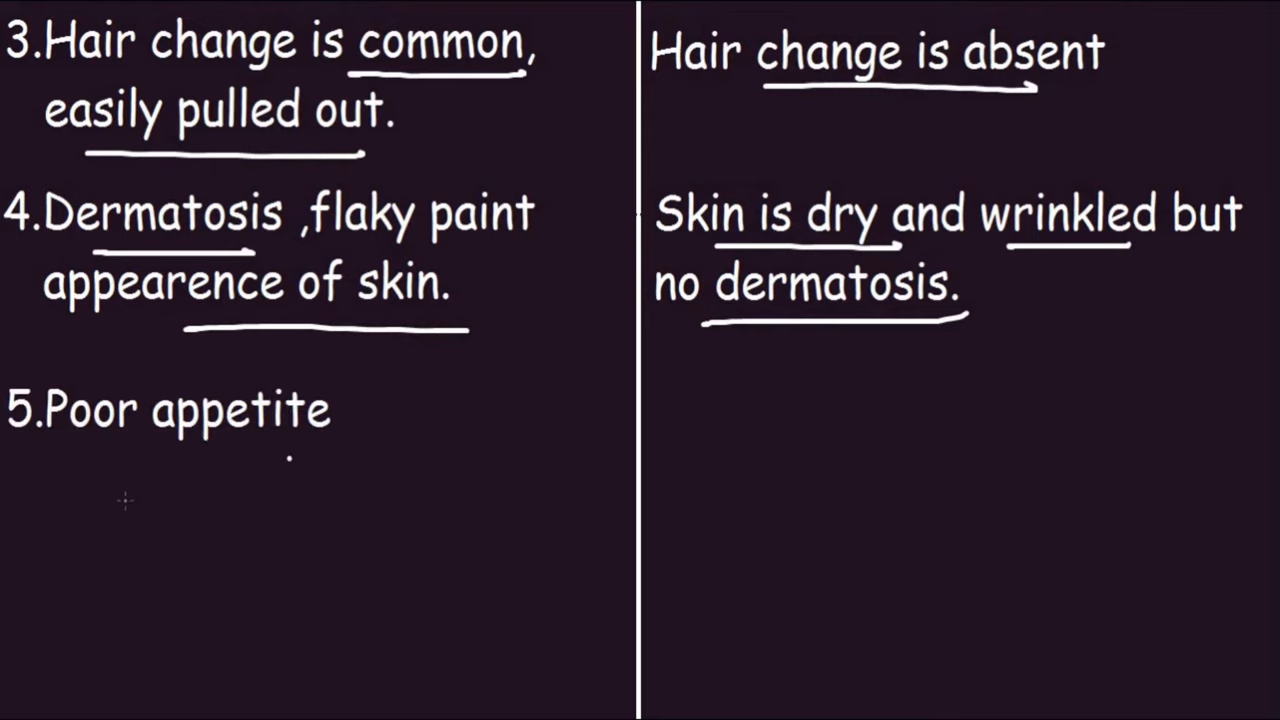 3.Hair change is common,
easily pulled out.
4.Dermatosis ,flaky paint
appearence of skin.
5.Poor appetite
Hair change is absent
Skin is dry and wrinkled but
no dermatosis.